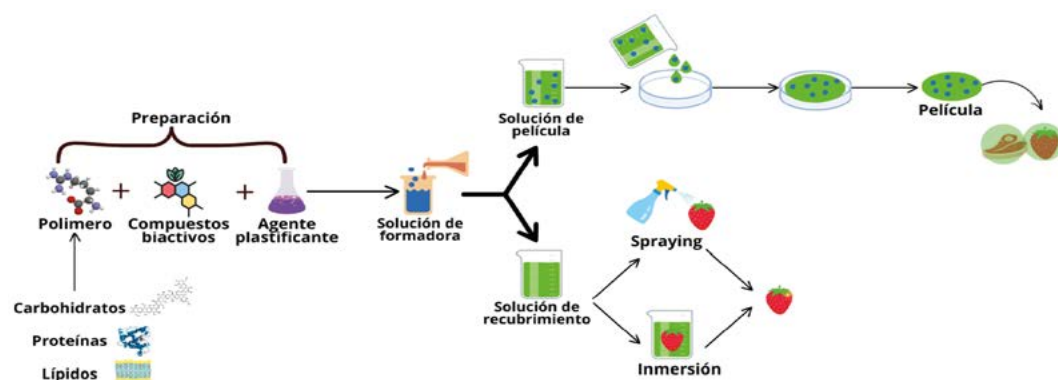 Preparación
Polimero
Compuestos
biactivos
Agente
plastificante
Carbohidratos
Proteínas
Lípidos
Solución de
formadora
Solución de
película
Película
Solución de
recubrimiento
Spraying
Inmersión